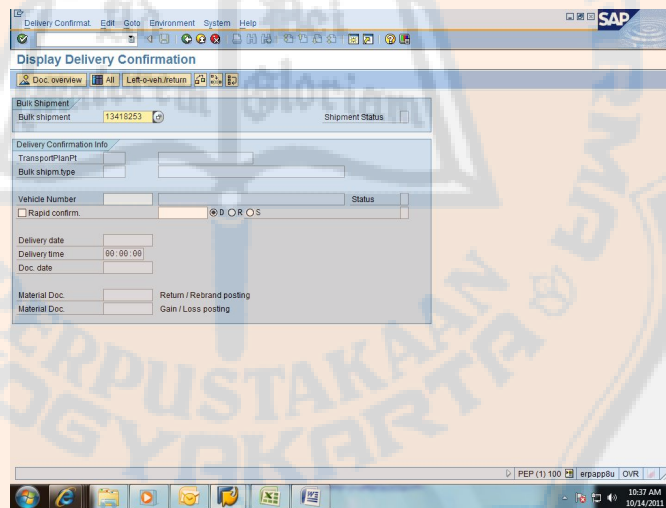 Delivery Confirmat. Edit Goto Environment System Help
SAP
Display Delivery Confirmation
Doc. overview All Left-o-veh./return
Bulk Shipment
Bulk shipment 13418253 Shipment Status
Delivery Confirmation Info
TransportPlanPt
Bulk shipm.type
Vehicle Number Status
Rapid confirm. D R S
Delivery date
Delivery time 00:00:00
Doc. date
Material Doc. Return / Rebrand posting
Material Doc. Gain / Loss posting
PERPUSTAKAAN
YOGYAKARTA
PEP (1) 100 erpapp8u OVR
10:37 AM
10/14/2011